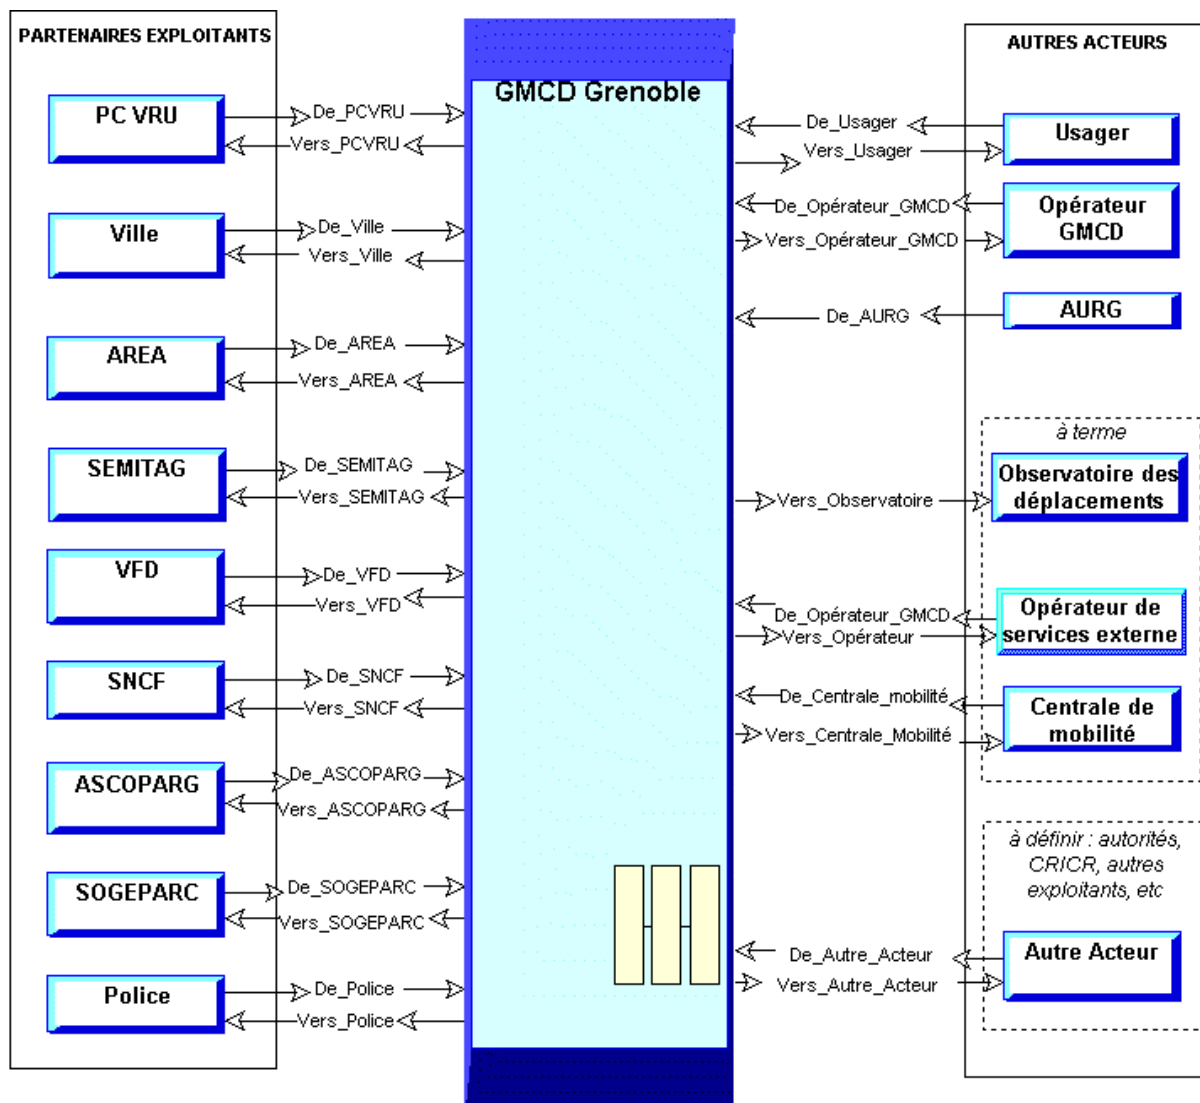 PARTENAIRES EXPLOITANTS
PC VRU
De_PCVRU
Vers_PCVRU
Ville
De_Ville
Vers_Ville
AREA
De_AREA
Vers_AREA
SEMITAG
De_SEMITAG
Vers_SEMITAG
VFD
De_VFD
Vers_VFD
SNCF
De_SNCF
Vers_SNCF
ASCOPARG
De_ASCOPARG
Vers_ASCOPARG
SOGEPARC
De_SOGEPARC
Vers_SOGEPARC
Police
De_Police
Vers_Police
GMCD Grenoble
AUTRES ACTEURS
De_Usager
Vers_Usager
Usager
De_Opérateur_GMCD
Vers_Opérateur_GMCD
Opérateur
GMCD
De_AURG
AURG
à terme
Vers_Observatoire
Observatoire des
déplacements
De_Opérateur_GMCD
Vers_Opérateur
Opérateur de
services externe
De_Centrale_mobilité
Vers_Centrale_Mobilité
Centrale de
mobilité
à définir : autorités,
CRICR, autres
exploitants, etc
De_Autre_Acteur
Vers_Autre_Acteur
Autre Acteur